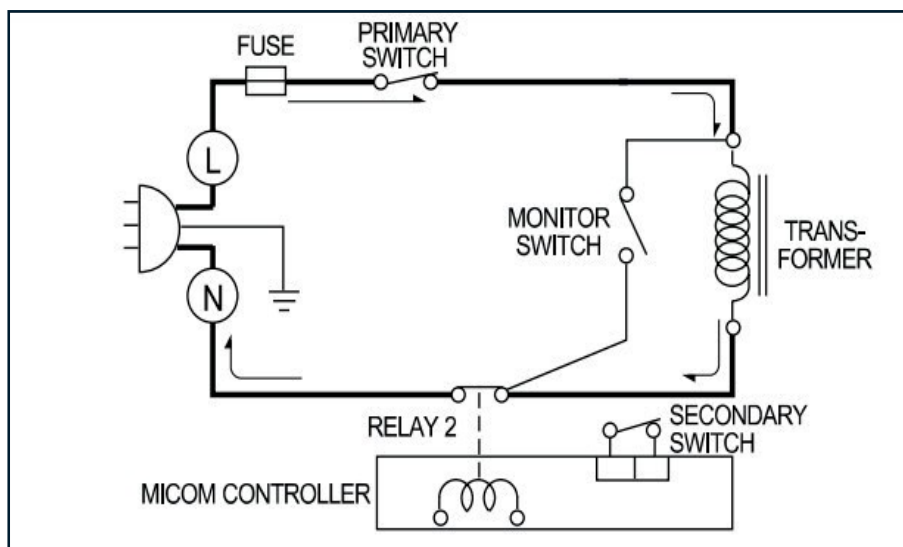 FUSE
PRIMARY
SWITCH
L
MONITOR
SWITCH
TRANS-
FORMER
N
RELAY 2
SECONDARY
SWITCH
MICOM CONTROLLER